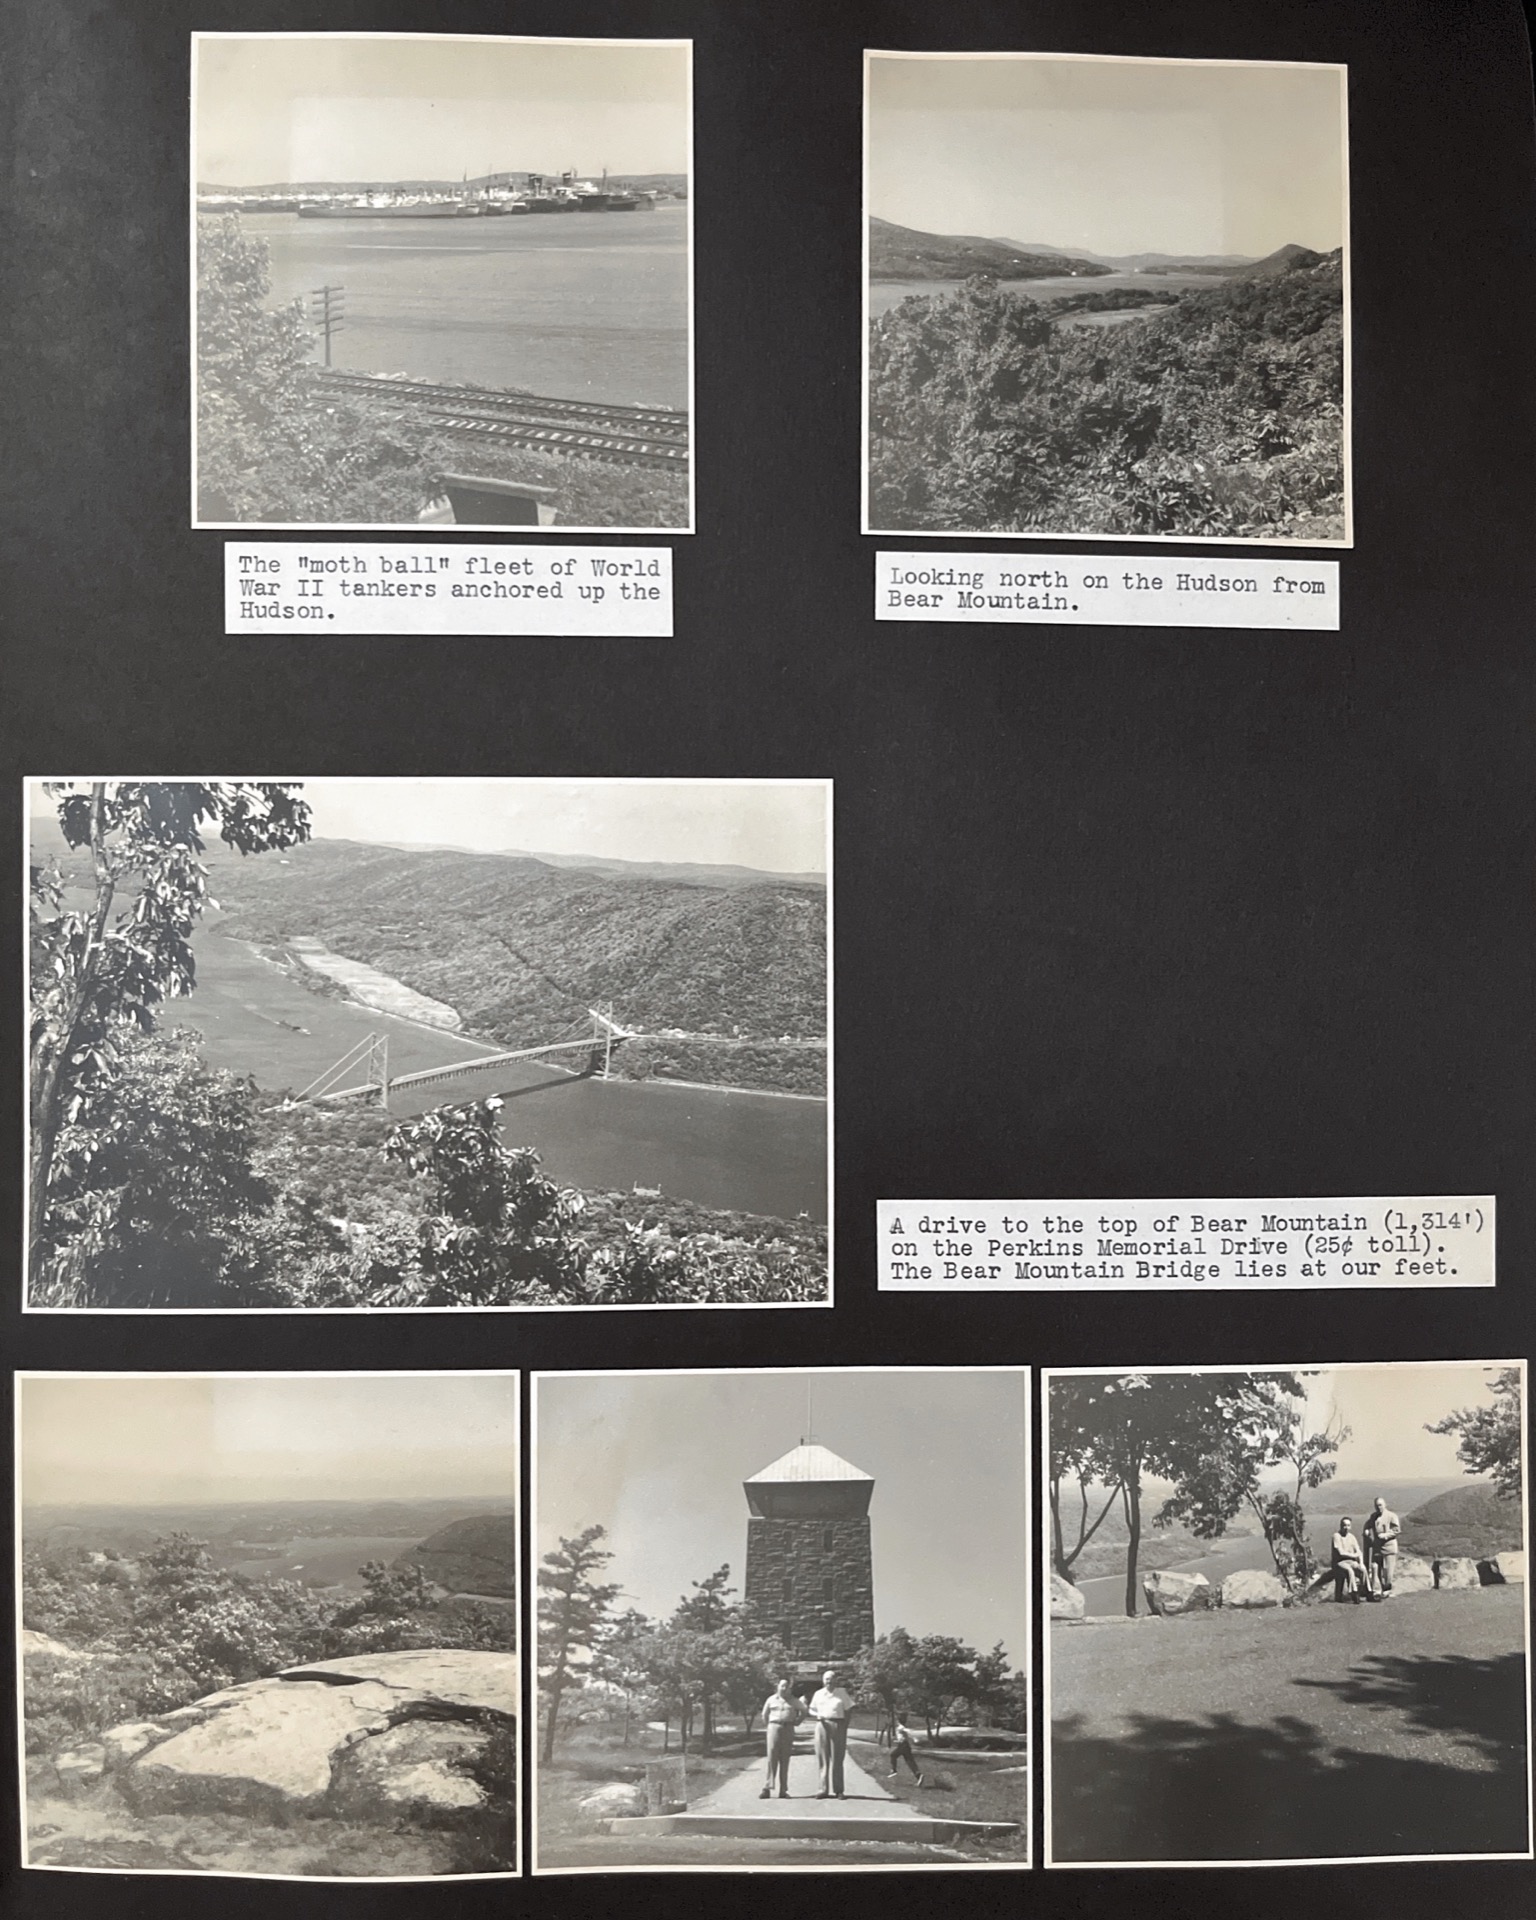 The "moth ball" fleet of World
War II tankers anchored up the
Hudson.
Looking north on the Hudson from
Bear Mountain.
A drive to the top of Bear Mountain (1,314')
on the Perkins Memorial Drive (25¢ toll).
The Bear Mountain Bridge lies at our feet.